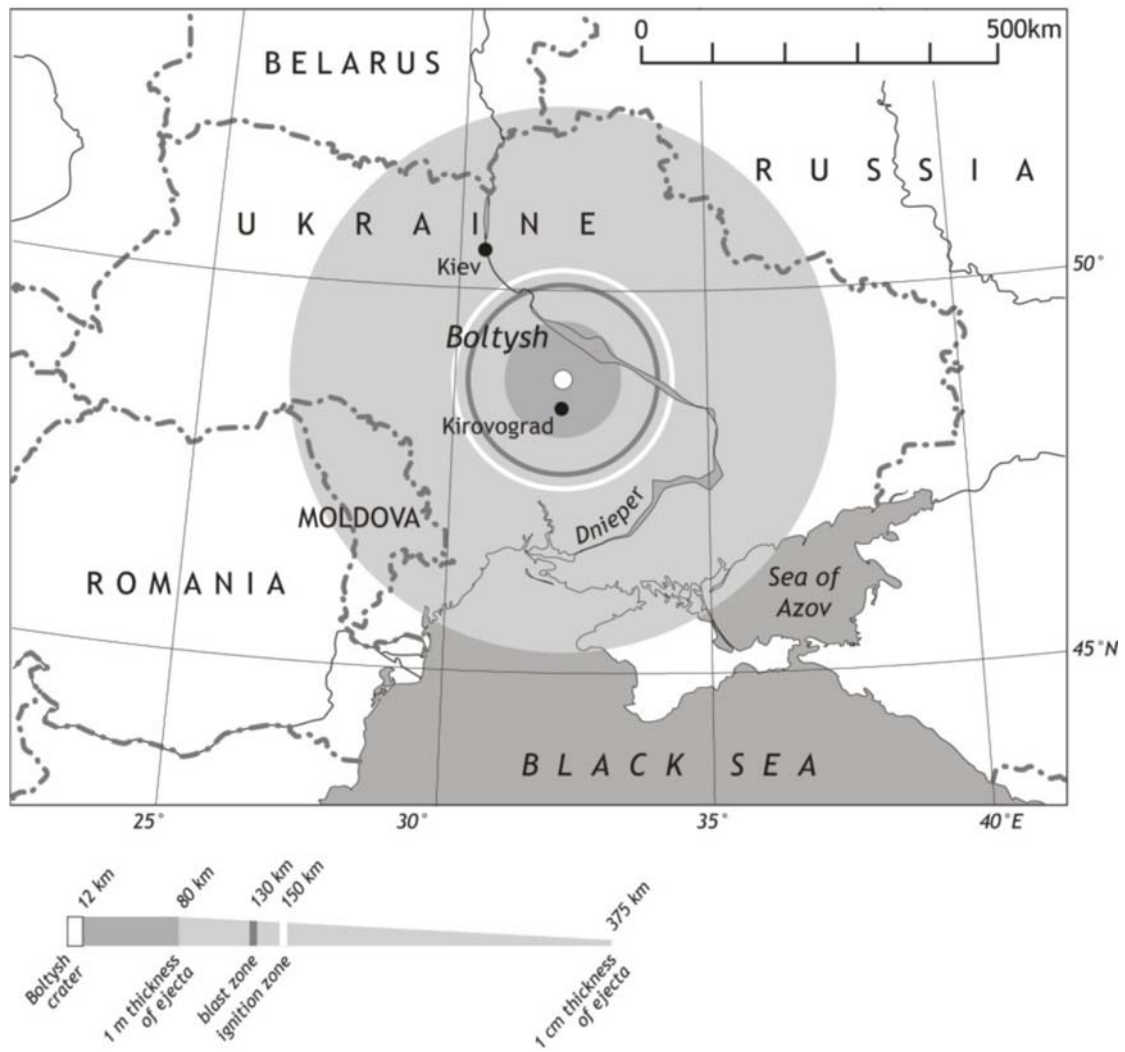 0 500km
BELARUS
RUSSIA
UKRAINE
Kiev
50°
Boltysh
Kirovograd
Dnieper
MOLDOVA
ROMANIA
Sea of
Azov
45°N
BLACK SEA
25° 30° 35° 40°E
12 km 80 km 130 km 150 km 375 km
Boltysh
crater
1 m thickness
of ejecta
blast zone
ignition zone
1 cm thickness
of ejecta